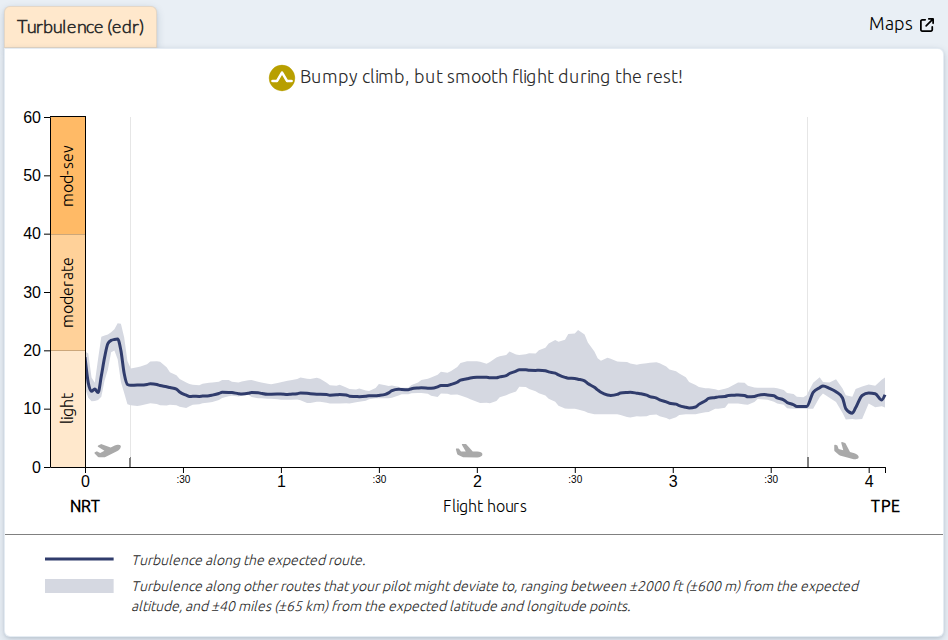 Turbulence (edr)
Maps
Bumpy climb, but smooth flight during the rest!
60
50
40
30
20
10
0
mod-sev
moderate
light
0 :30 1 :30 2 :30 3 :30 4
NRT Flight hours TPE
Turbulence along the expected route.
Turbulence along other routes that your pilot might deviate to, ranging between ±2000 ft (±600 m) from the expected
altitude, and ±40 miles (±65 km) from the expected latitude and longitude points.